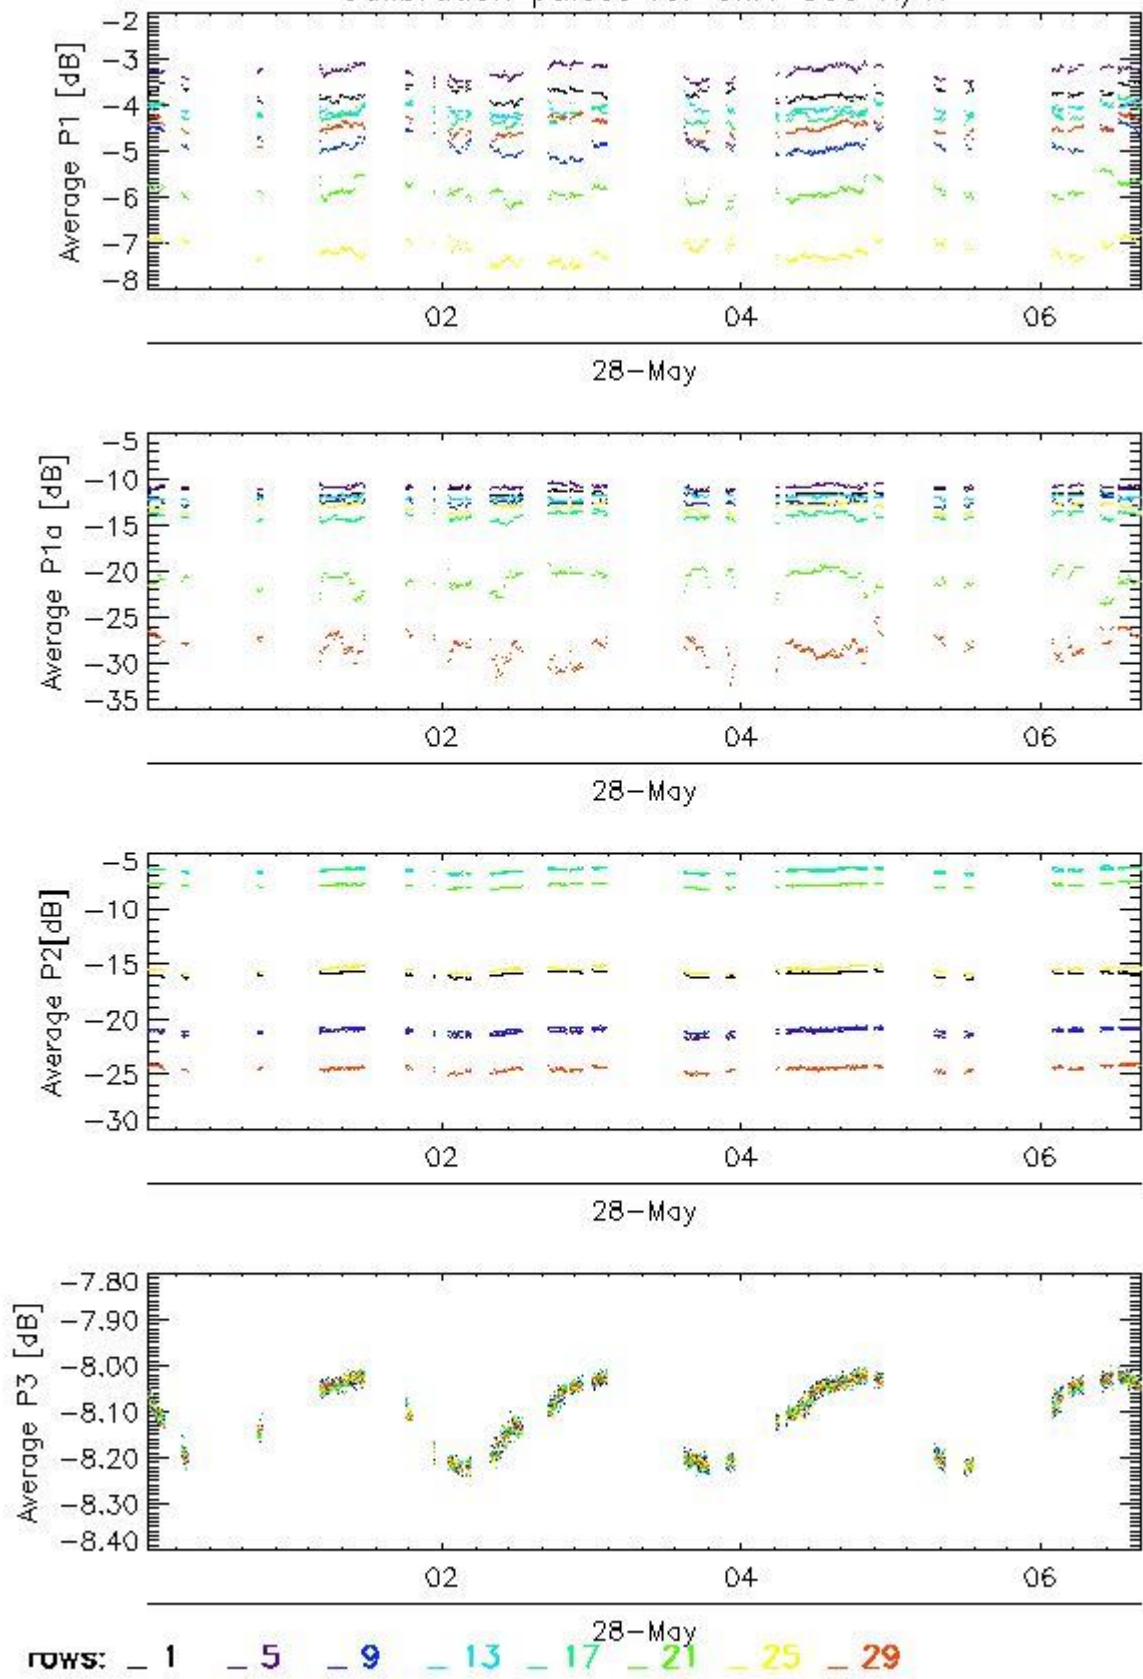 -2
-3
-4
-5
-6
-7
-8
Average P1 [dB]
02 04 06
28-May
-5
-10
-15
-20
-25
-30
-35
Average P1a [dB]
02 04 06
28-May
-5
-10
-15
-20
-25
-30
Average P2[dB]
02 04 06
28-May
-7.80
-7.90
-8.00
-8.10
-8.20
-8.30
-8.40
Average P3 [dB]
02 04 06
28-May
rows: _ 1 _ 5 _ 9 _ 13 _ 17 _ 21 _ 25 _ 29